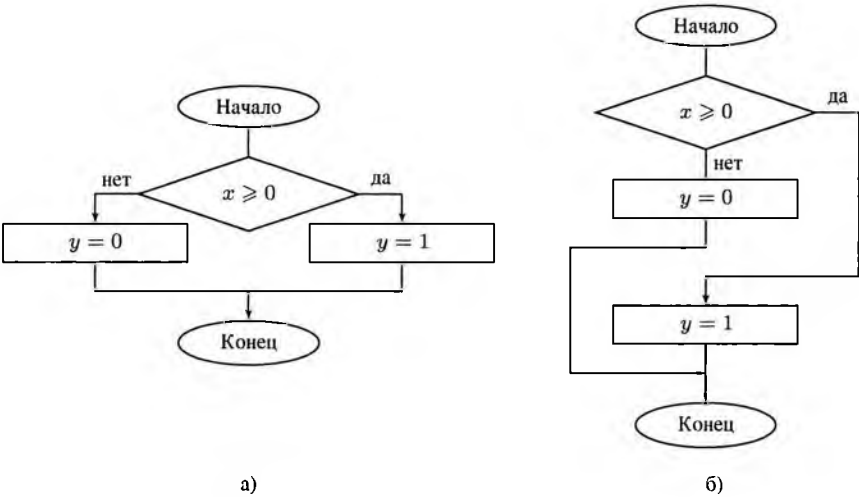 Начало
x ⩾ 0
нет
да
y = 0
y = 1
Конец
а)
Начало
x ⩾ 0
да
нет
y = 0
y = 1
Конец
б)